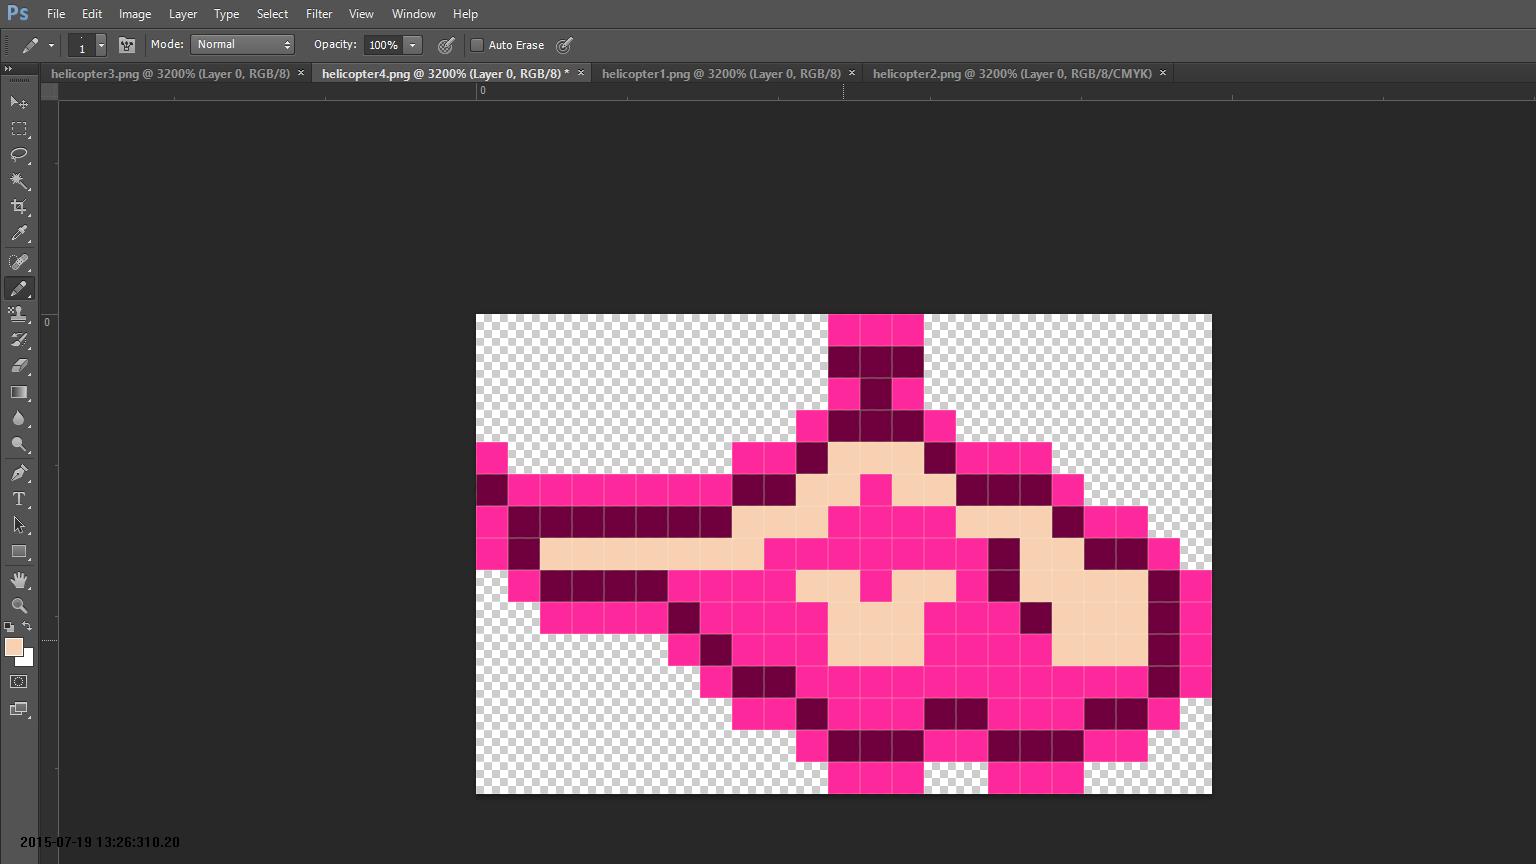 Ps File Edit Image Layer Type Select Filter View Window Help
1 Mode: Normal Opacity: 100% Auto Erase
helicopter3.png @ 3200% (Layer 0, RGB/8) × helicopter4.png @ 3200% (Layer 0, RGB/8) * × helicopter1.png @ 3200% (Layer 0, RGB/8) × helicopter2.png @ 3200% (Layer 0, RGB/8/CMYK) ×
0
0
T
2015-07-19 13:26:310.20